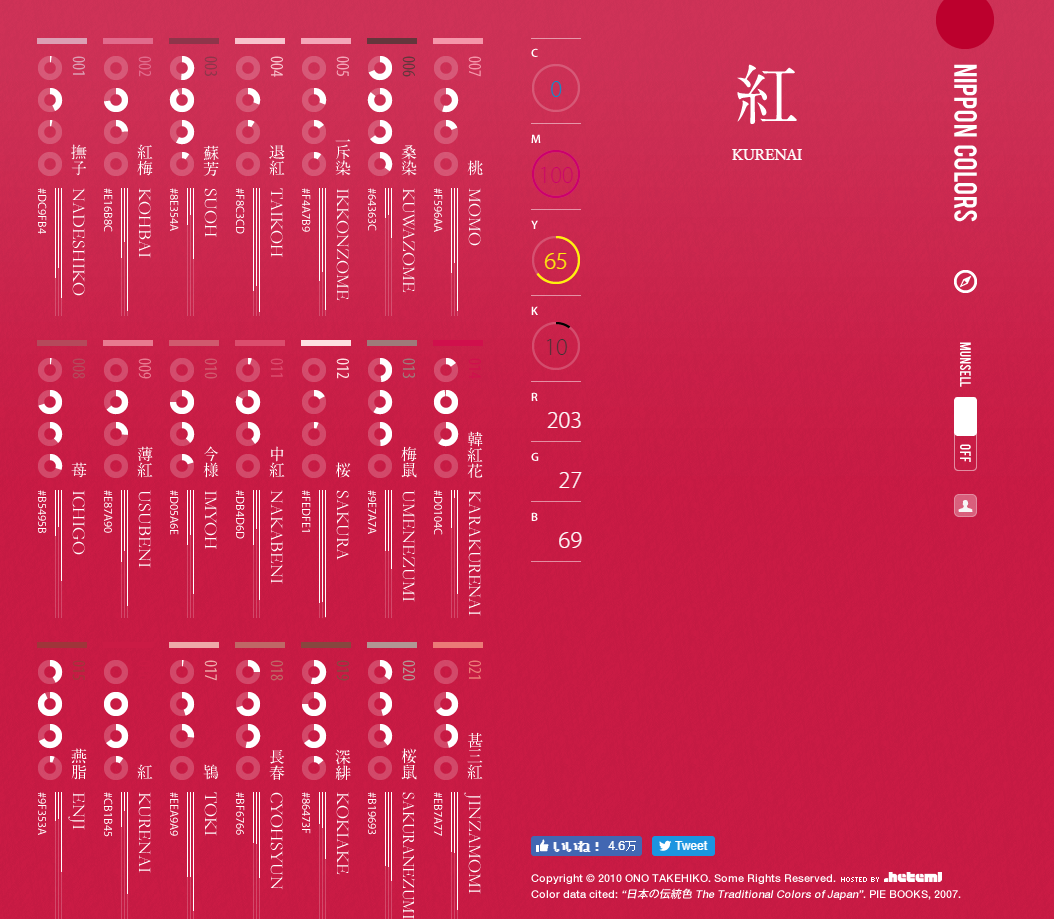 001
撫子
NADESHIKO
#DC9FB4
002
紅梅
KOHBAI
#E16B8C
003
蘇芳
SUOH
#8E354A
004
退紅
TAIKOH
#F8C3CD
005
一斥染
IKKONZOME
#F4A7B9
006
桑染
KUWAZOME
#64363C
007
桃
MOMO
#F596AA
008
苺
ICHIGO
#B5495B
009
薄紅
USUBENI
#E87A90
010
今様
IMYOH
#D05A6E
011
中紅
NAKABENI
#DB4D6D
012
桜
SAKURA
#FEDFE1
013
梅鼠
UMENEZUMI
#9E7A7A
014
韓紅花
KARAKURENAI
#D0104C
燕脂
ENJI
#9F353A
紅
KURENAI
#CB1B45
017
鴇
TOKI
#EEA9A9
018
長春
CYOHSYUN
#BF6766
019
深緋
KOKIAKE
#86473F
020
桜鼠
SAKURANEZUMI
#B19693
021
甚三紅
JINZAMOMI
#EB7A77
C
0
M
100
Y
65
K
10
R
203
G
27
B
69
紅
KURENAI
NIPPON COLORS
MUNSELL
OFF
いいね！ 4.6万
Tweet
Copyright © 2010 ONO TAKEHIKO. Some Rights Reserved. HOSTED BY .heteml
Color data cited: “日本の伝統色 The Traditional Colors of Japan”. PIE BOOKS, 2007.